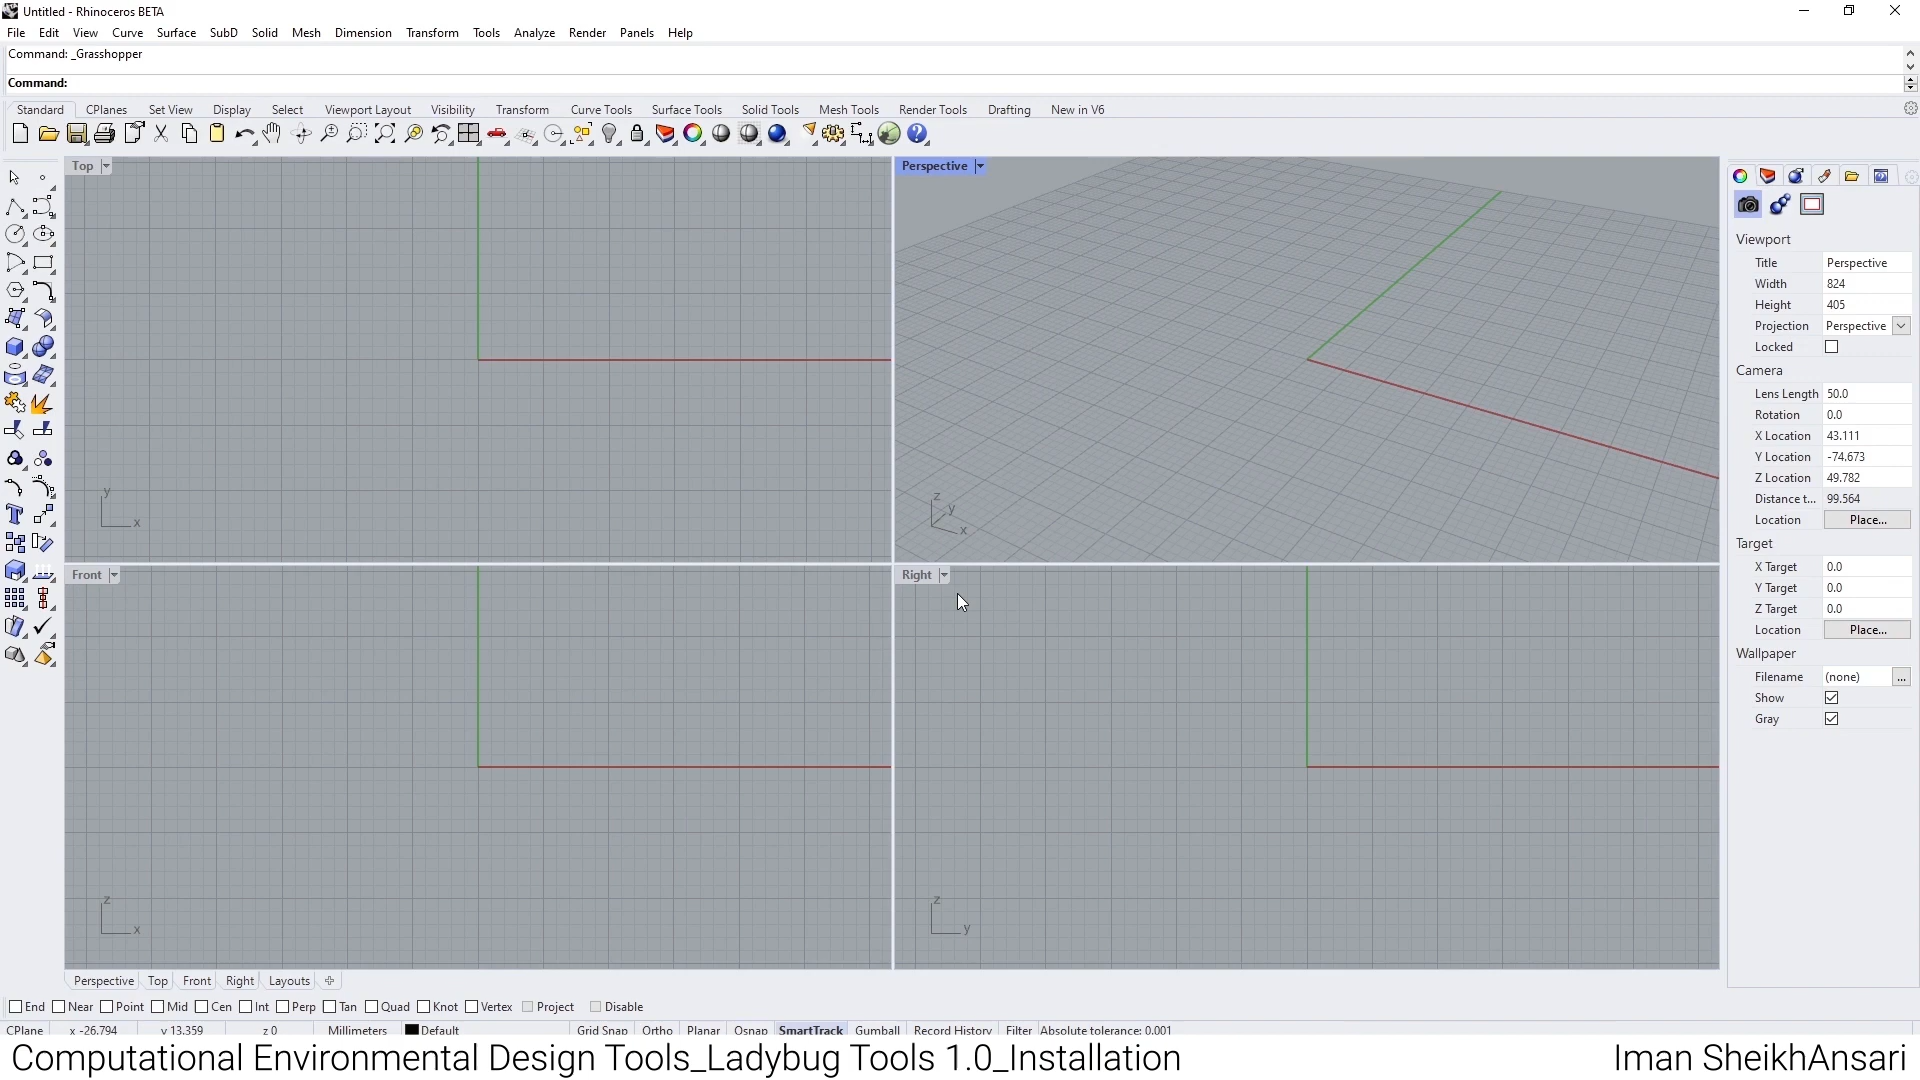 Untitled - Rhinoceros BETA
File Edit View Curve Surface SubD Solid Mesh Dimension Transform Tools Analyze Render Panels Help
Command: _Grasshopper
Command:
Standard CPlanes Set View Display Select Viewport Layout Visibility Transform Curve Tools Surface Tools Solid Tools Mesh Tools Render Tools Drafting New in V6
Top
Perspective
y
x
z
y
x
Front
Right
z
x
z
y
Viewport
Title Perspective
Width 824
Height 405
Projection Perspective
Locked
Camera
Lens Length 50.0
Rotation 0.0
X Location 43.111
Y Location -74.673
Z Location 49.782
Distance t... 99.564
Location Place...
Target
X Target 0.0
Y Target 0.0
Z Target 0.0
Location Place...
Wallpaper
Filename (none) ...
Show
Gray
Perspective Top Front Right Layouts
End Near Point Mid Cen Int Perp Tan Quad Knot Vertex Project Disable
CPlane x -26.794 y 13.359 z 0 Millimeters Default Grid Snap Ortho Planar Osnap SmartTrack Gumball Record History Filter Absolute tolerance: 0.001
Computational Environmental Design Tools_Ladybug Tools 1.0_Installation Iman SheikhAnsari